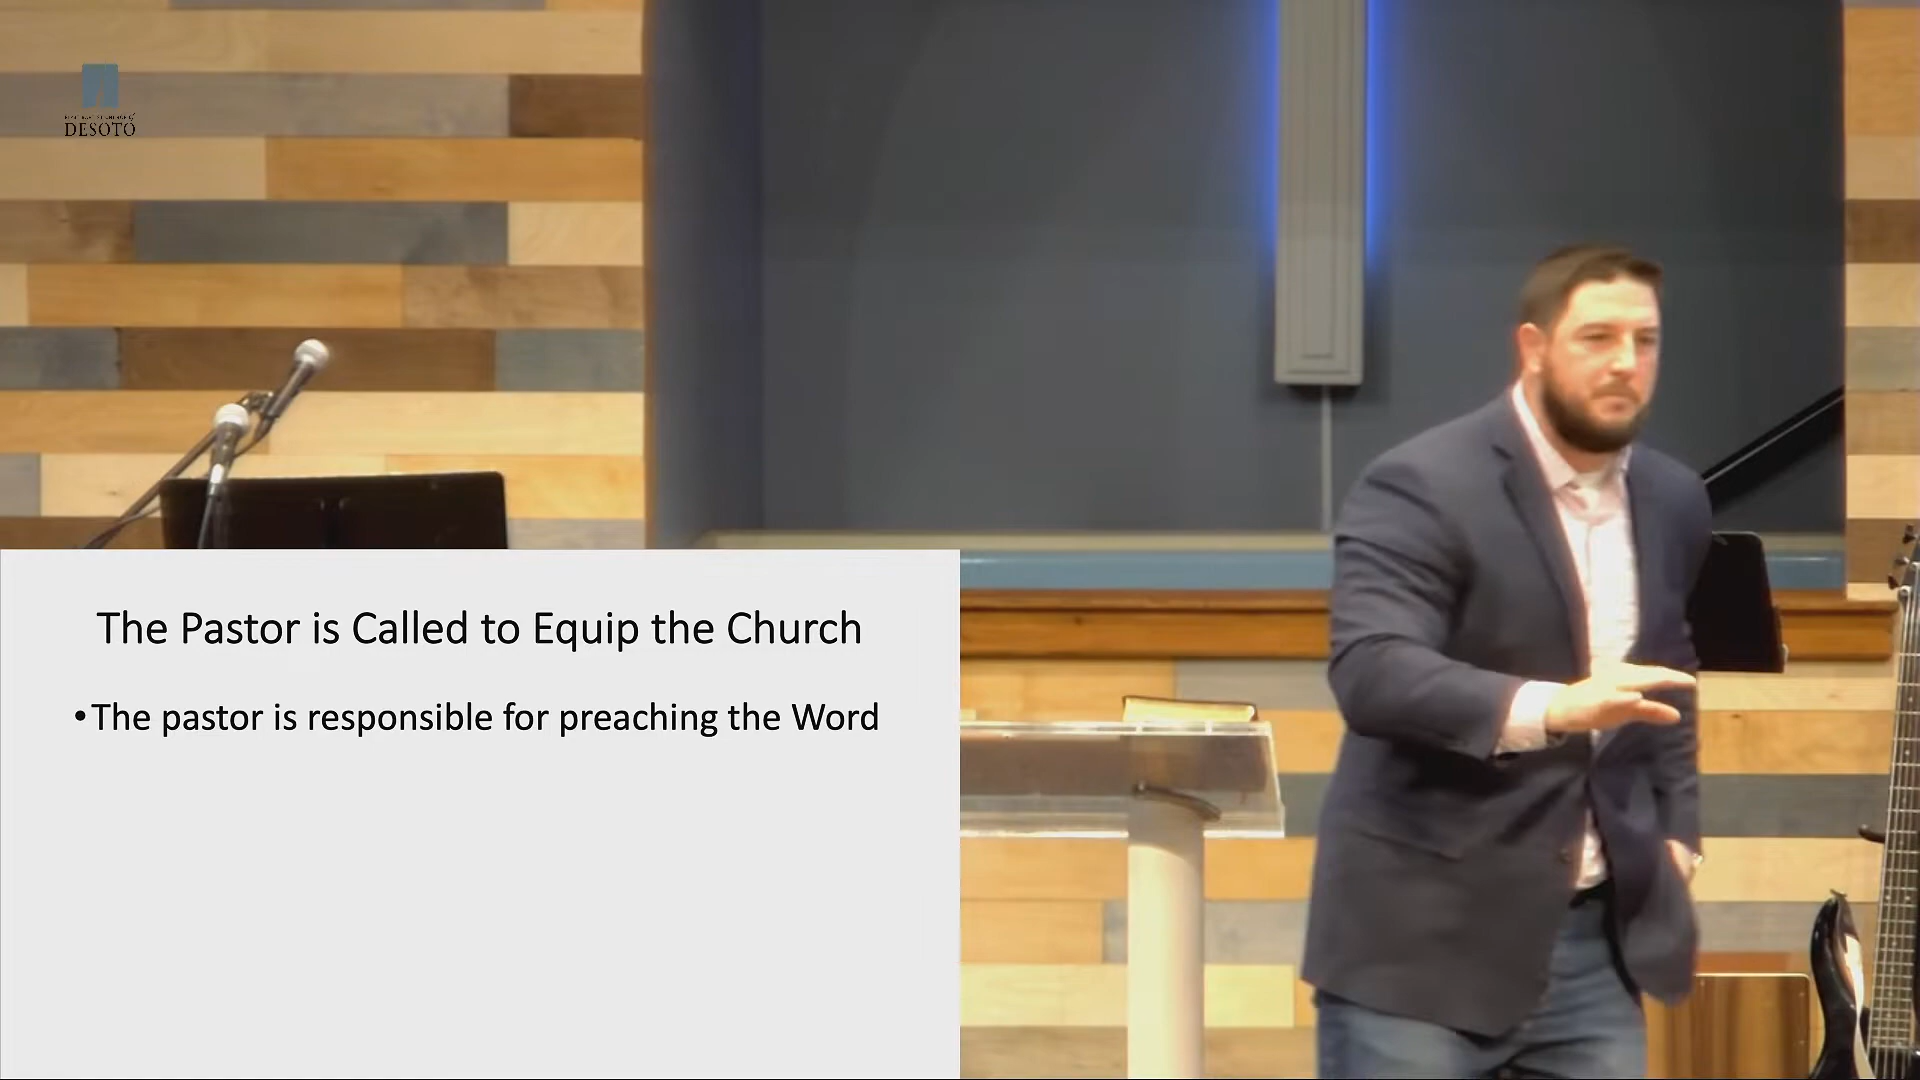 DESOTO
The Pastor is Called to Equip the Church
•The pastor is responsible for preaching the Word